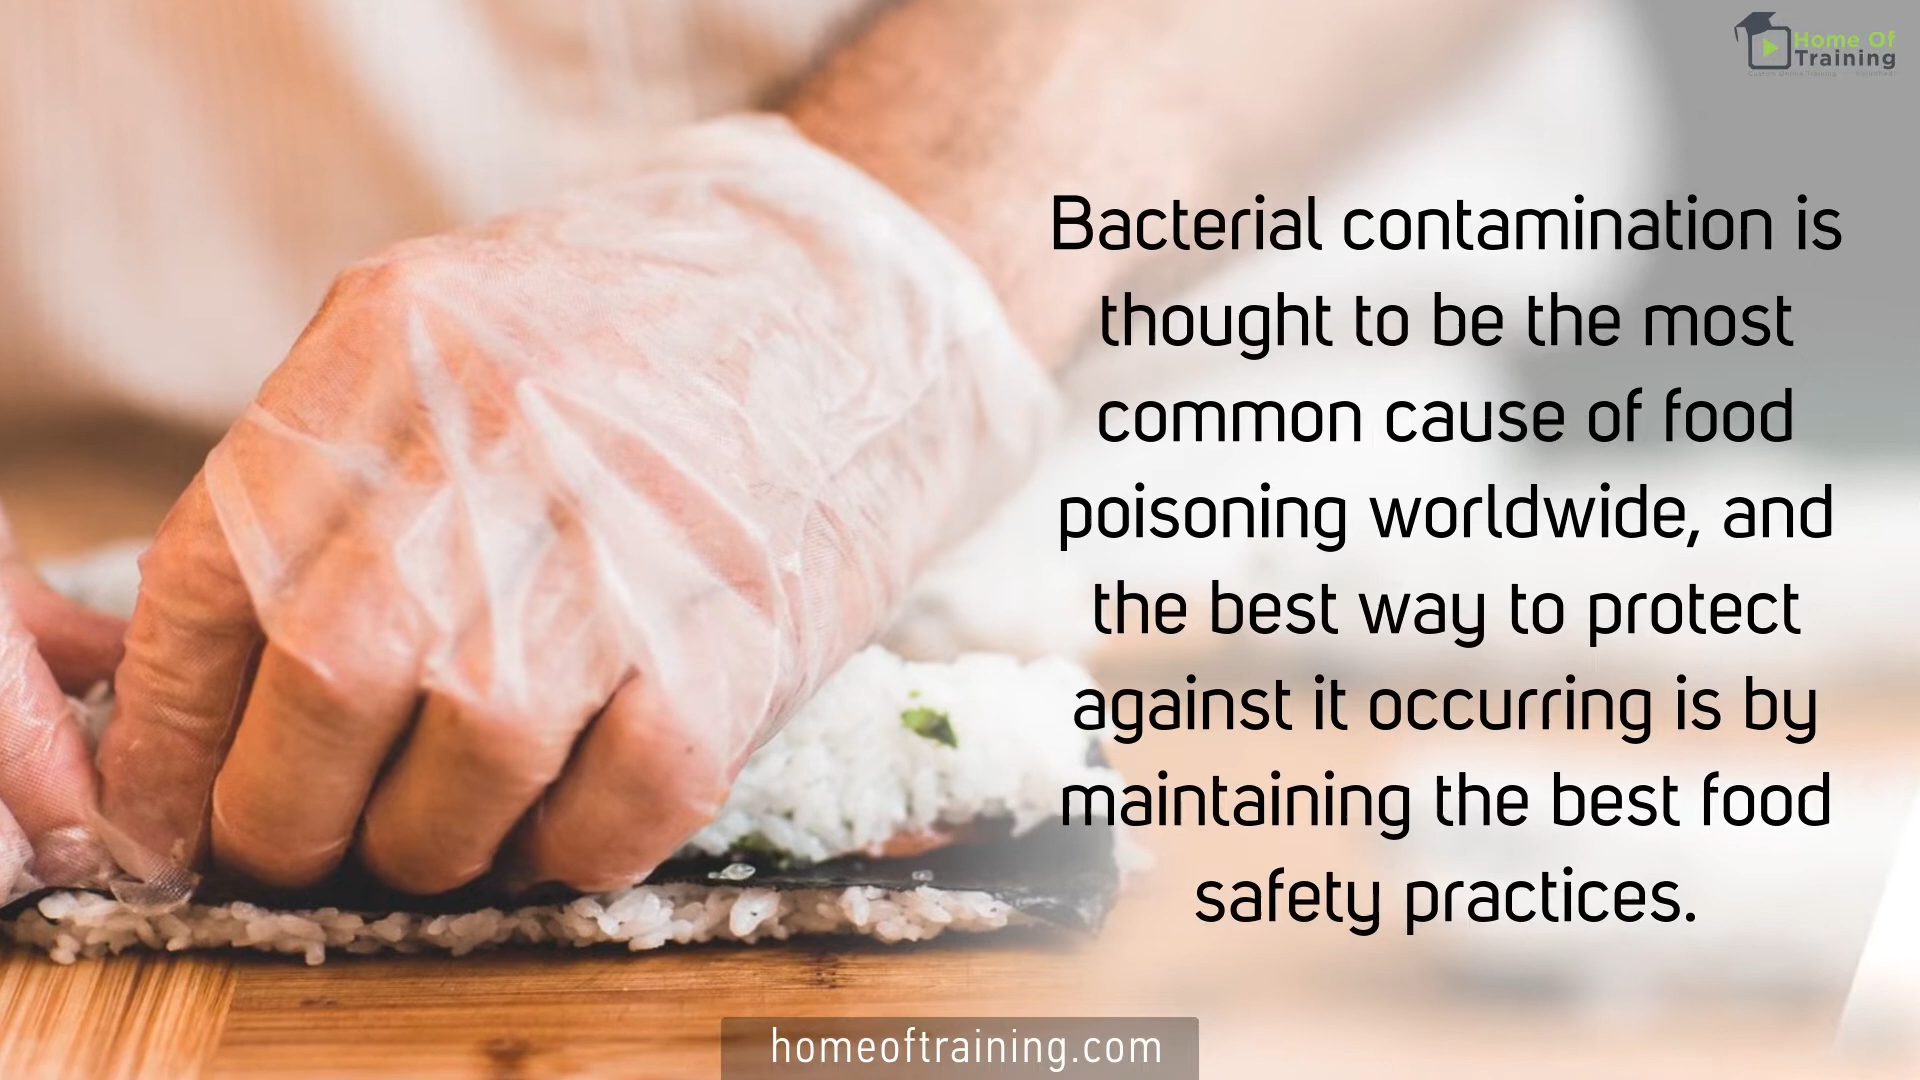 Home Of
Training
Bacterial contamination is
thought to be the most
common cause of food
poisoning worldwide, and
the best way to protect
against it occurring is by
maintaining the best food
safety practices.
homeoftraining.com